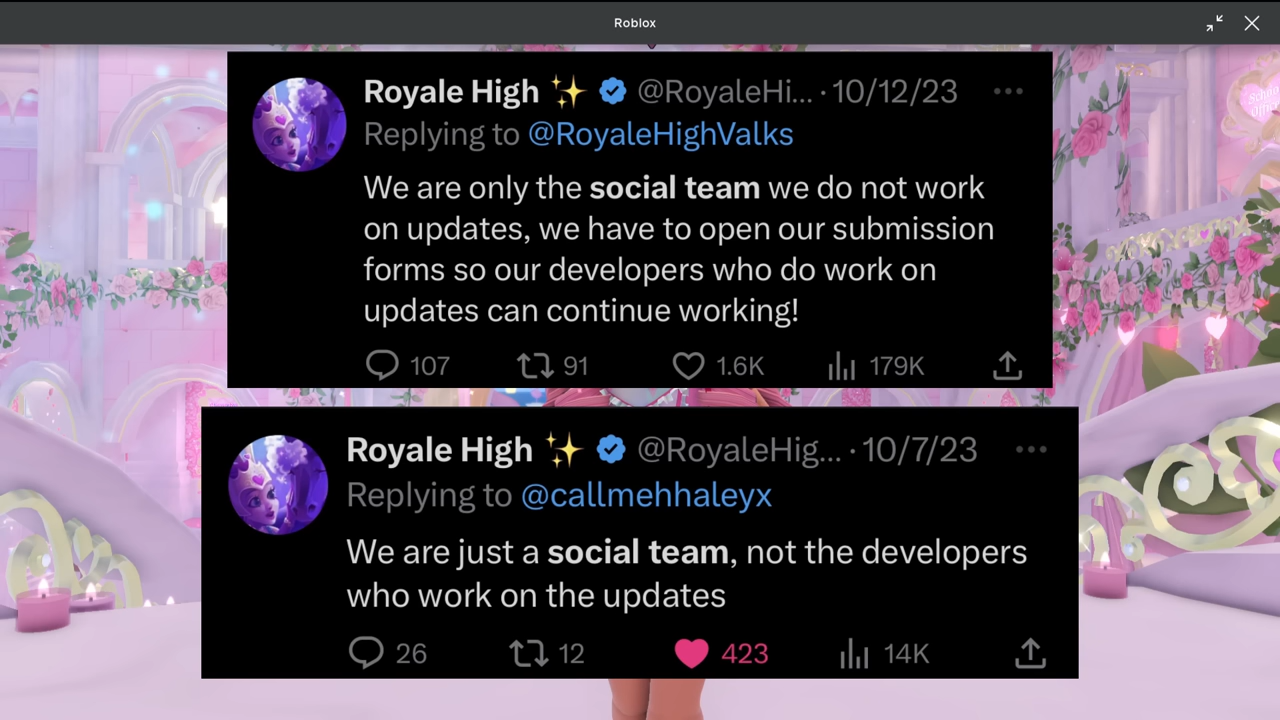 Roblox
Royale High ✨ @RoyaleHi... · 10/12/23
Replying to @RoyaleHighValks
We are only the social team we do not work
on updates, we have to open our submission
forms so our developers who do work on
updates can continue working!
107 91 1.6K 179K
Royale High ✨ @RoyaleHig... · 10/7/23
Replying to @callmehhaleyx
We are just a social team, not the developers
who work on the updates
26 12 423 14K